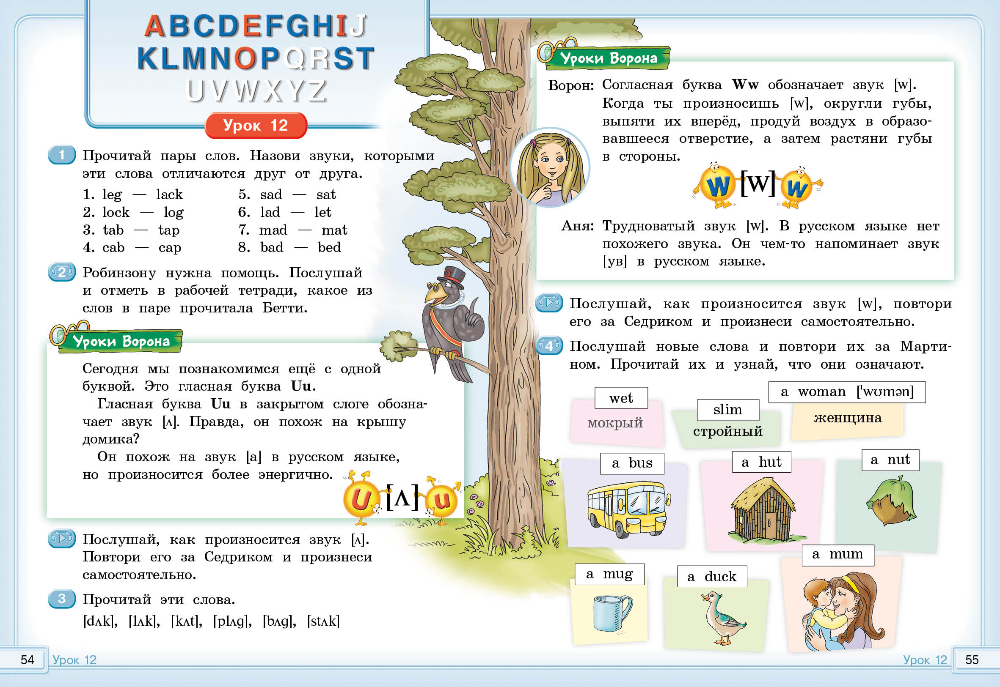 ABCDEFGHIJ
KLMNOPQRST
UVWXYZ
Урок 12
1 Прочитай пары слов. Назови звуки, которыми
эти слова отличаются друг от друга.
1. leg — lack
2. lock — log
3. tab — tap
4. cab — cap
5. sad — sat
6. lad — let
7. mad — mat
8. bad — bed
2 Робинзону нужна помощь. Послушай
и отметь в рабочей тетради, какое из
слов в паре прочитала Бетти.
Уроки Ворона
Сегодня мы познакомимся ещё с одной
буквой. Это гласная буква Uu.
Гласная буква Uu в закрытом слоге обозна-
чает звук [ʌ]. Правда, он похож на крышу
домика?
Он похож на звук [а] в русском языке,
но произносится более энергично.
U [ʌ] u
Послушай, как произносится звук [ʌ].
Повтори его за Седриком и произнеси
самостоятельно.
3 Прочитай эти слова.
[dʌk], [lʌk], [kʌt], [plʌg], [bʌg], [stʌk]
54 Урок 12
Уроки Ворона
Ворон: Согласная буква Ww обозначает звук [w].
Когда ты произносишь [w], округли губы,
выпяти их вперёд, продуй воздух в образо-
вавшееся отверстие, а затем растяни губы
в стороны.
W [w] w
Аня: Трудноватый звук [w]. В русском языке нет
похожего звука. Он чем-то напоминает звук
[ув] в русском языке.
Послушай, как произносится звук [w], повтори
его за Седриком и произнеси самостоятельно.
4 Послушай новые слова и повтори их за Марти-
ном. Прочитай их и узнай, что они означают.
wet
мокрый
slim
стройный
a woman [ˈwʊmən]
женщина
a bus
a hut
a nut
a mug
a duck
a mum
Урок 12 55